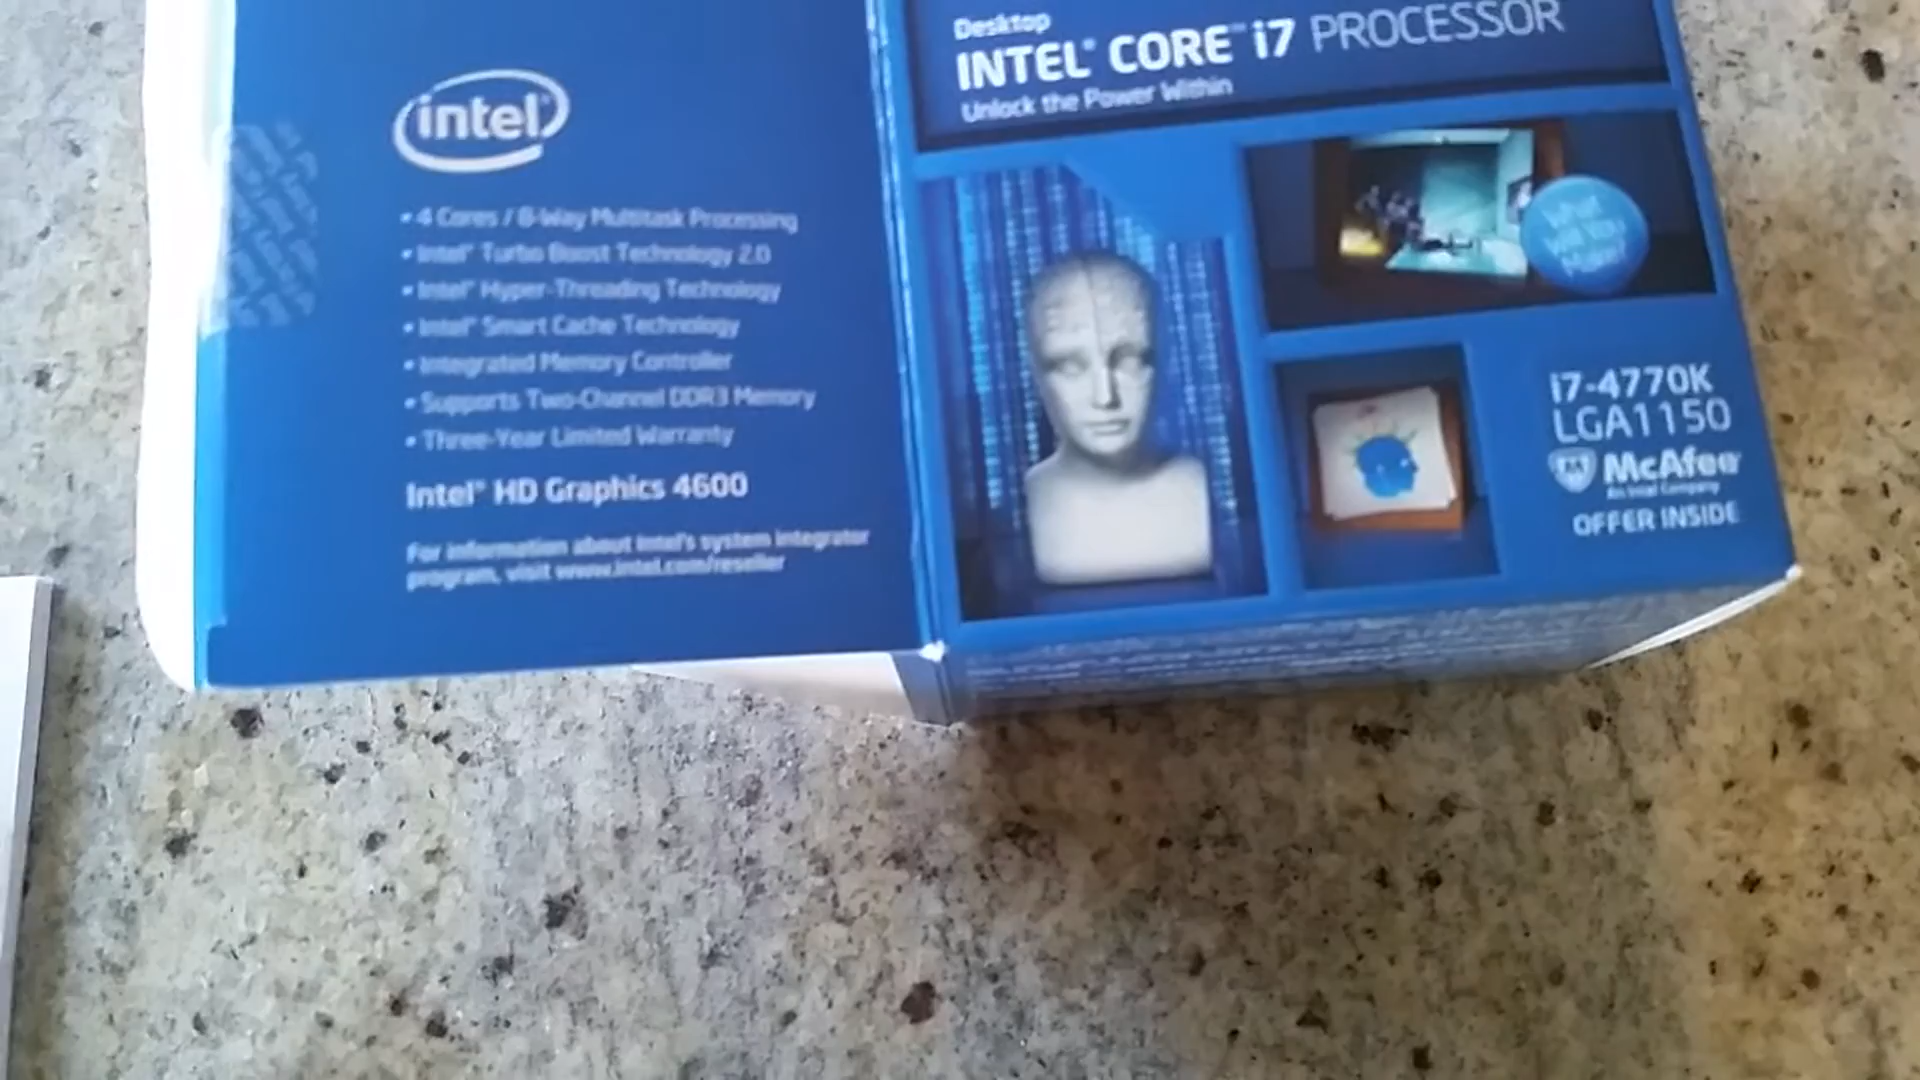 intel
• 4 Cores / 8-Way Multitask Processing
• Intel® Turbo Boost Technology 2.0
• Intel® Hyper-Threading Technology
• Intel® Smart Cache Technology
• Integrated Memory Controller
• Supports Two-Channel DDR3 Memory
• Three-Year Limited Warranty
Intel® HD Graphics 4600
For information about Intel's system integrator
program, visit www.intel.com/reseller
Desktop
INTEL® CORE™ i7 PROCESSOR
Unlock the Power Within
What
Will You
i7-4770K
LGA1150
McAfee
An Intel Company
OFFER INSIDE